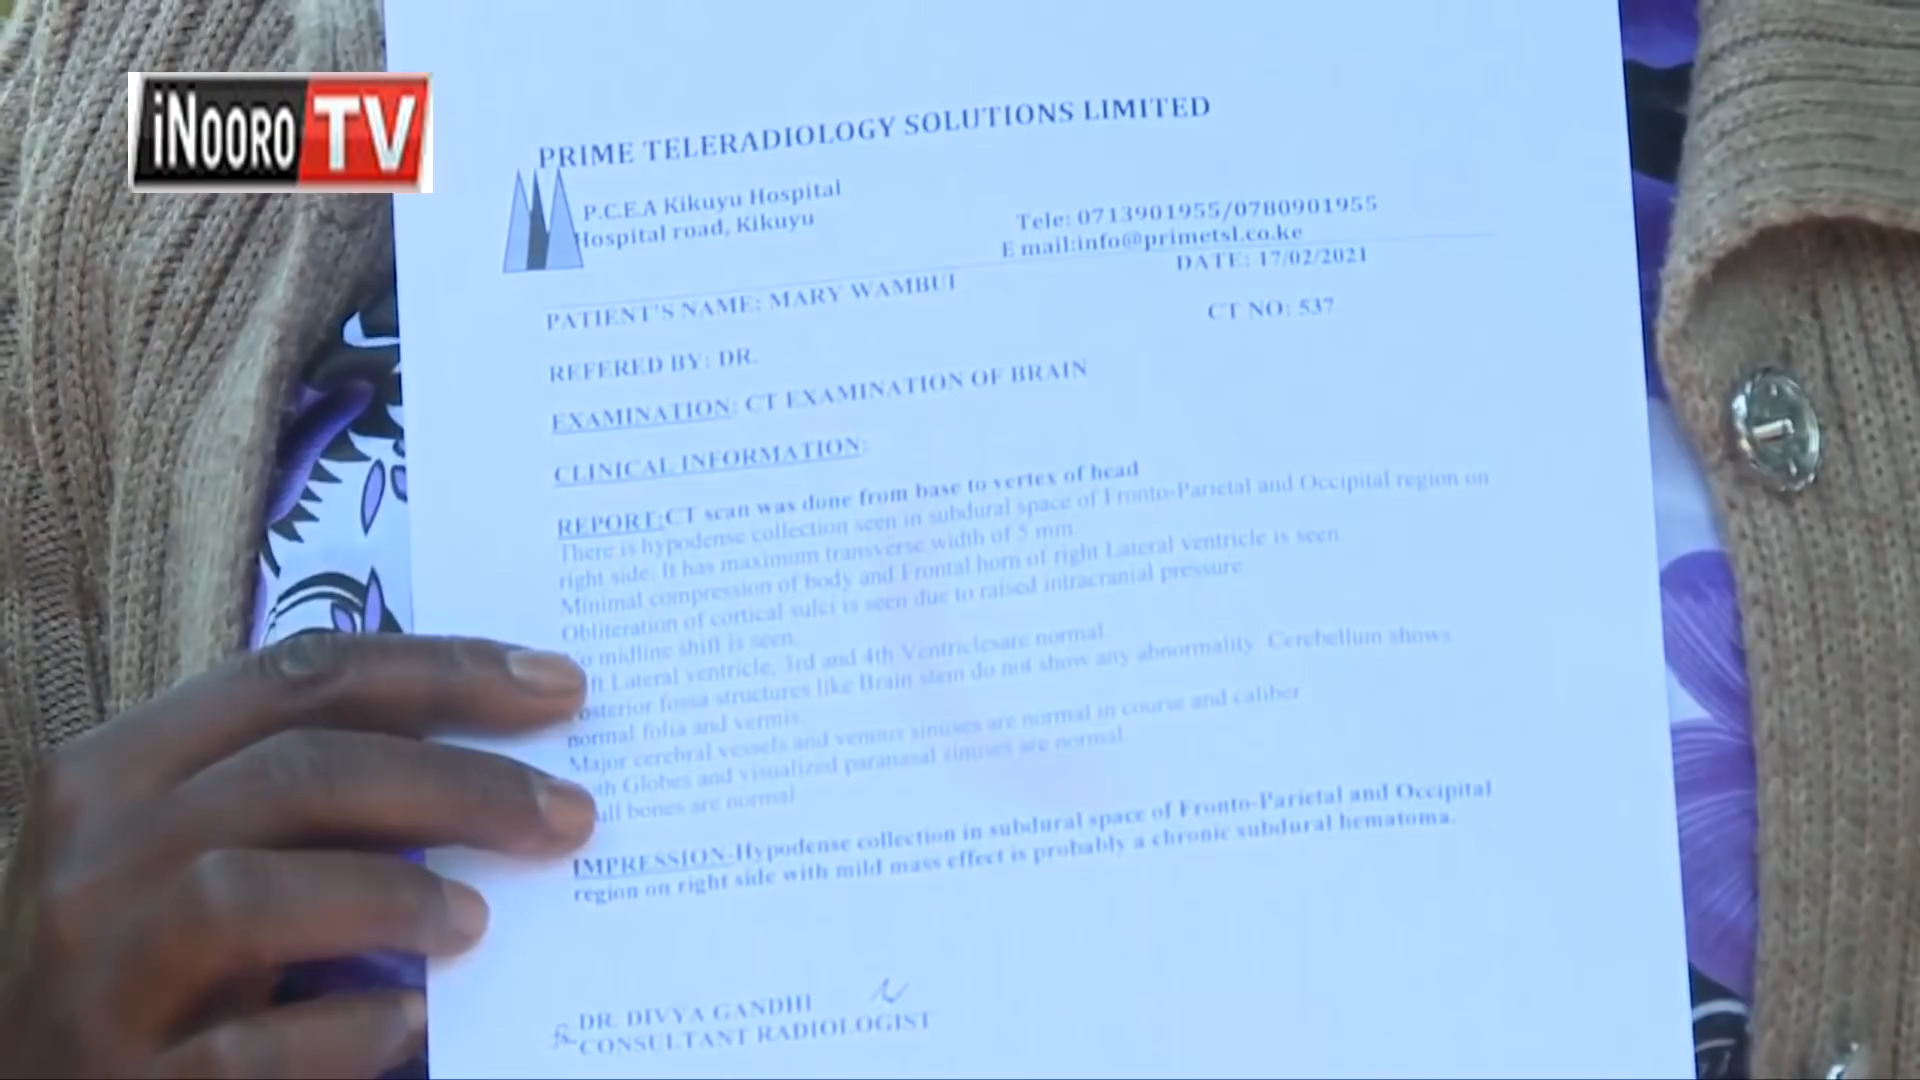 iNOORO TV
PRIME TELERADIOLOGY SOLUTIONS LIMITED
P.C.E.A Kikuyu Hospital
Hospital road, Kikuyu
Tele: 0713901955/0780901955
E mail:info@primetsl.co.ke
DATE: 17/02/2021
PATIENT'S NAME: MARY WAMBUI
CT NO: 537
REFERED BY: DR.
EXAMINATION: CT EXAMINATION OF BRAIN
CLINICAL INFORMATION:
REPORT:CT scan was done from base to vertex of head
There is hypodense collection seen in subdural space of Fronto-Parietal and Occipital region on
right side. It has maximum transverse width of 5 mm
Minimal compression of body and Frontal horn of right Lateral ventricle is seen.
Obliteration of cortical sulci is seen due to raised intracranial pressure
No midline shift is seen.
ft Lateral ventricle, 3rd and 4th Ventriclesare normal.
osterior fossa structures like Brain stem do not show any abnormality. Cerebellum shows
normal folia and vermis.
Major cerebral vessels and venous sinuses are normal in course and caliber
th Globes and visualized paranasal sinuses are normal.
ull bones are normal
IMPRESSION-Hypodense collection in subdural space of Fronto-Parietal and Occipital
region on right side with mild mass effect is probably a chronic subdural hematoma.
DR. DIVYA GANDHI
CONSULTANT RADIOLOGIST